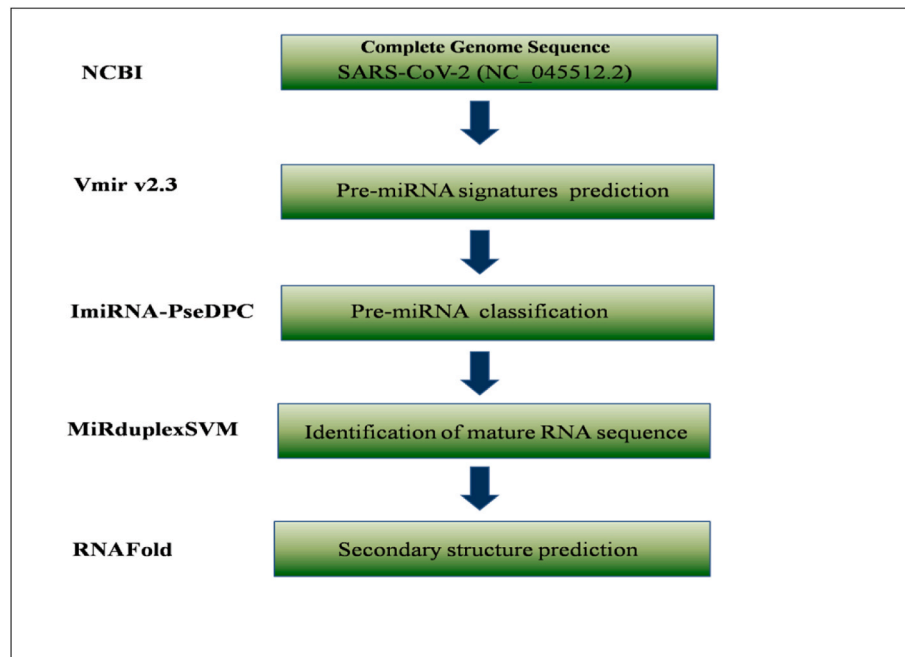 Complete Genome Sequence
NCBI
SARS-CoV-2 (NC_045512.2)
Vmir v2.3
Pre-miRNA signatures prediction
ImiRNA-PseDPC
Pre-miRNA classification
MiRduplexSVM
Identification of mature RNA sequence
RNAFold
Secondary structure prediction